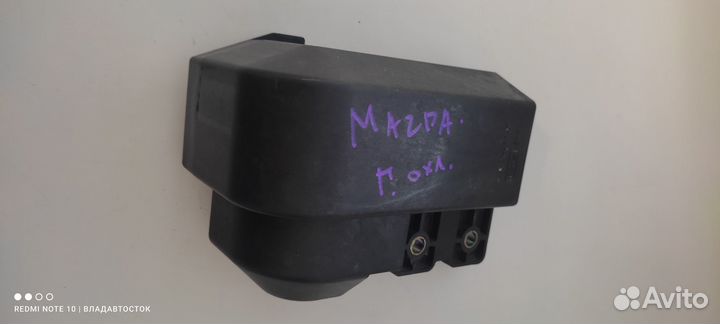 MAZDA.
Г. охл.
REDMI NOTE 10 | ВЛАДАВТОСТОК
Avito